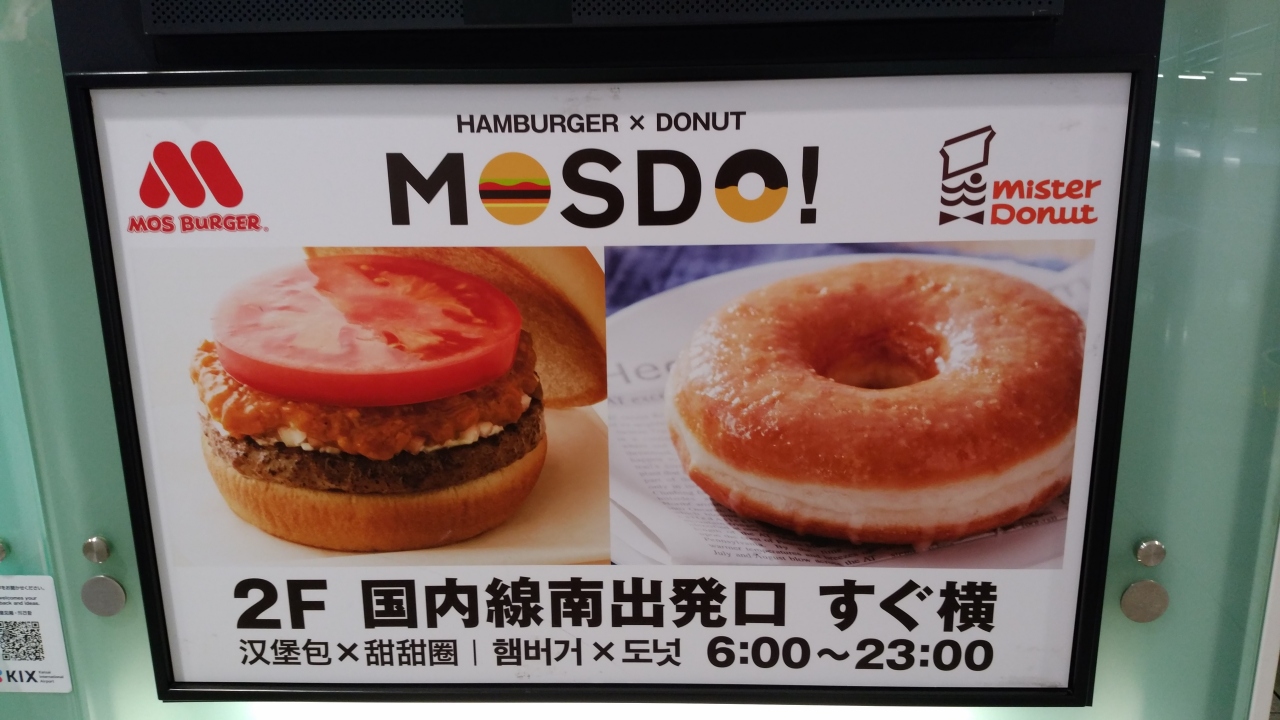 HAMBURGER × DONUT
MOSDO!
MOS BURGER
mister Donut
2F 国内線南出発口 すぐ横
汉堡包×甜甜圈 | 햄버거×도넛 6:00～23:00
KIX